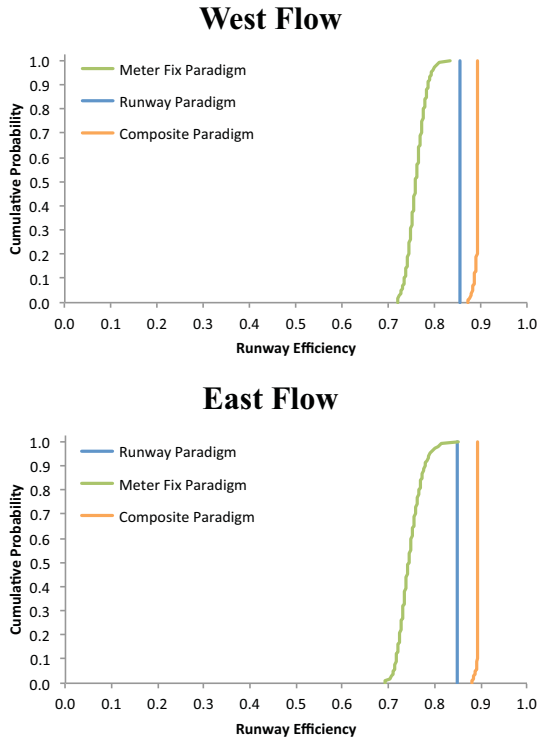 West Flow
1.0
0.9
0.8
0.7
0.6
0.5
0.4
0.3
0.2
0.1
0.0
Cumulative Probability
Meter Fix Paradigm
Runway Paradigm
Composite Paradigm
0.0 0.1 0.2 0.3 0.4 0.5 0.6 0.7 0.8 0.9 1.0
Runway Efficiency
East Flow
1.0
0.9
0.8
0.7
0.6
0.5
0.4
0.3
0.2
0.1
0.0
Cumulative Probability
Runway Paradigm
Meter Fix Paradigm
Composite Paradigm
0.0 0.1 0.2 0.3 0.4 0.5 0.6 0.7 0.8 0.9 1.0
Runway Efficiency